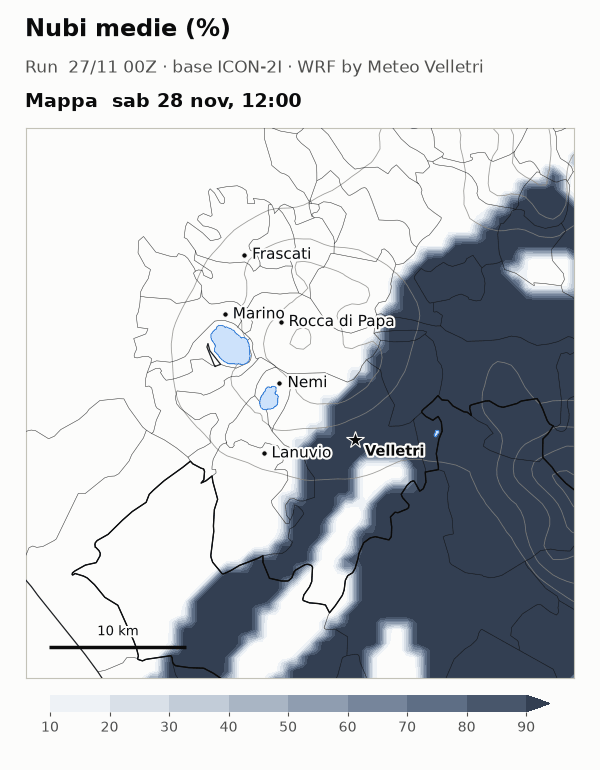 Nubi medie (%)
Run  27/11 00Z · base ICON-2I · WRF by Meteo Velletri
Mappa  sab 28 nov, 12:00
Frascati
Marino
Rocca di Papa
Nemi
Velletri
Lanuvio
10 km
10 20 30 40 50 60 70 80 90